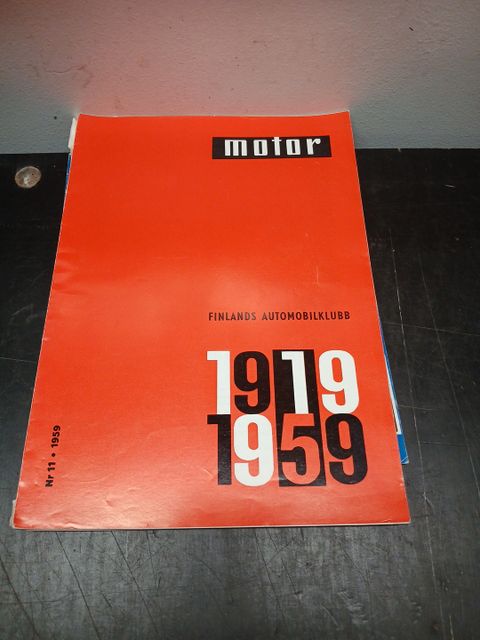 motor
FINLANDS AUTOMOBILKLUBB
1919
1959
Nr 11 • 1959